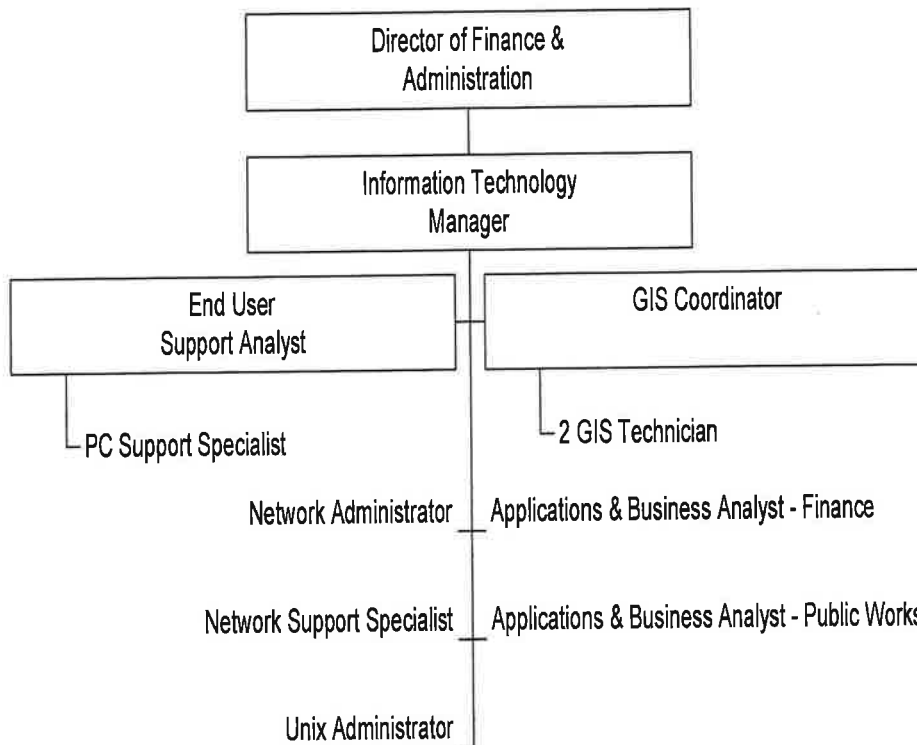 Director of Finance &
Administration
Information Technology
Manager
End User
Support Analyst
GIS Coordinator
PC Support Specialist
2 GIS Technician
Network Administrator
Applications & Business Analyst - Finance
Network Support Specialist
Applications & Business Analyst - Public Works
Unix Administrator